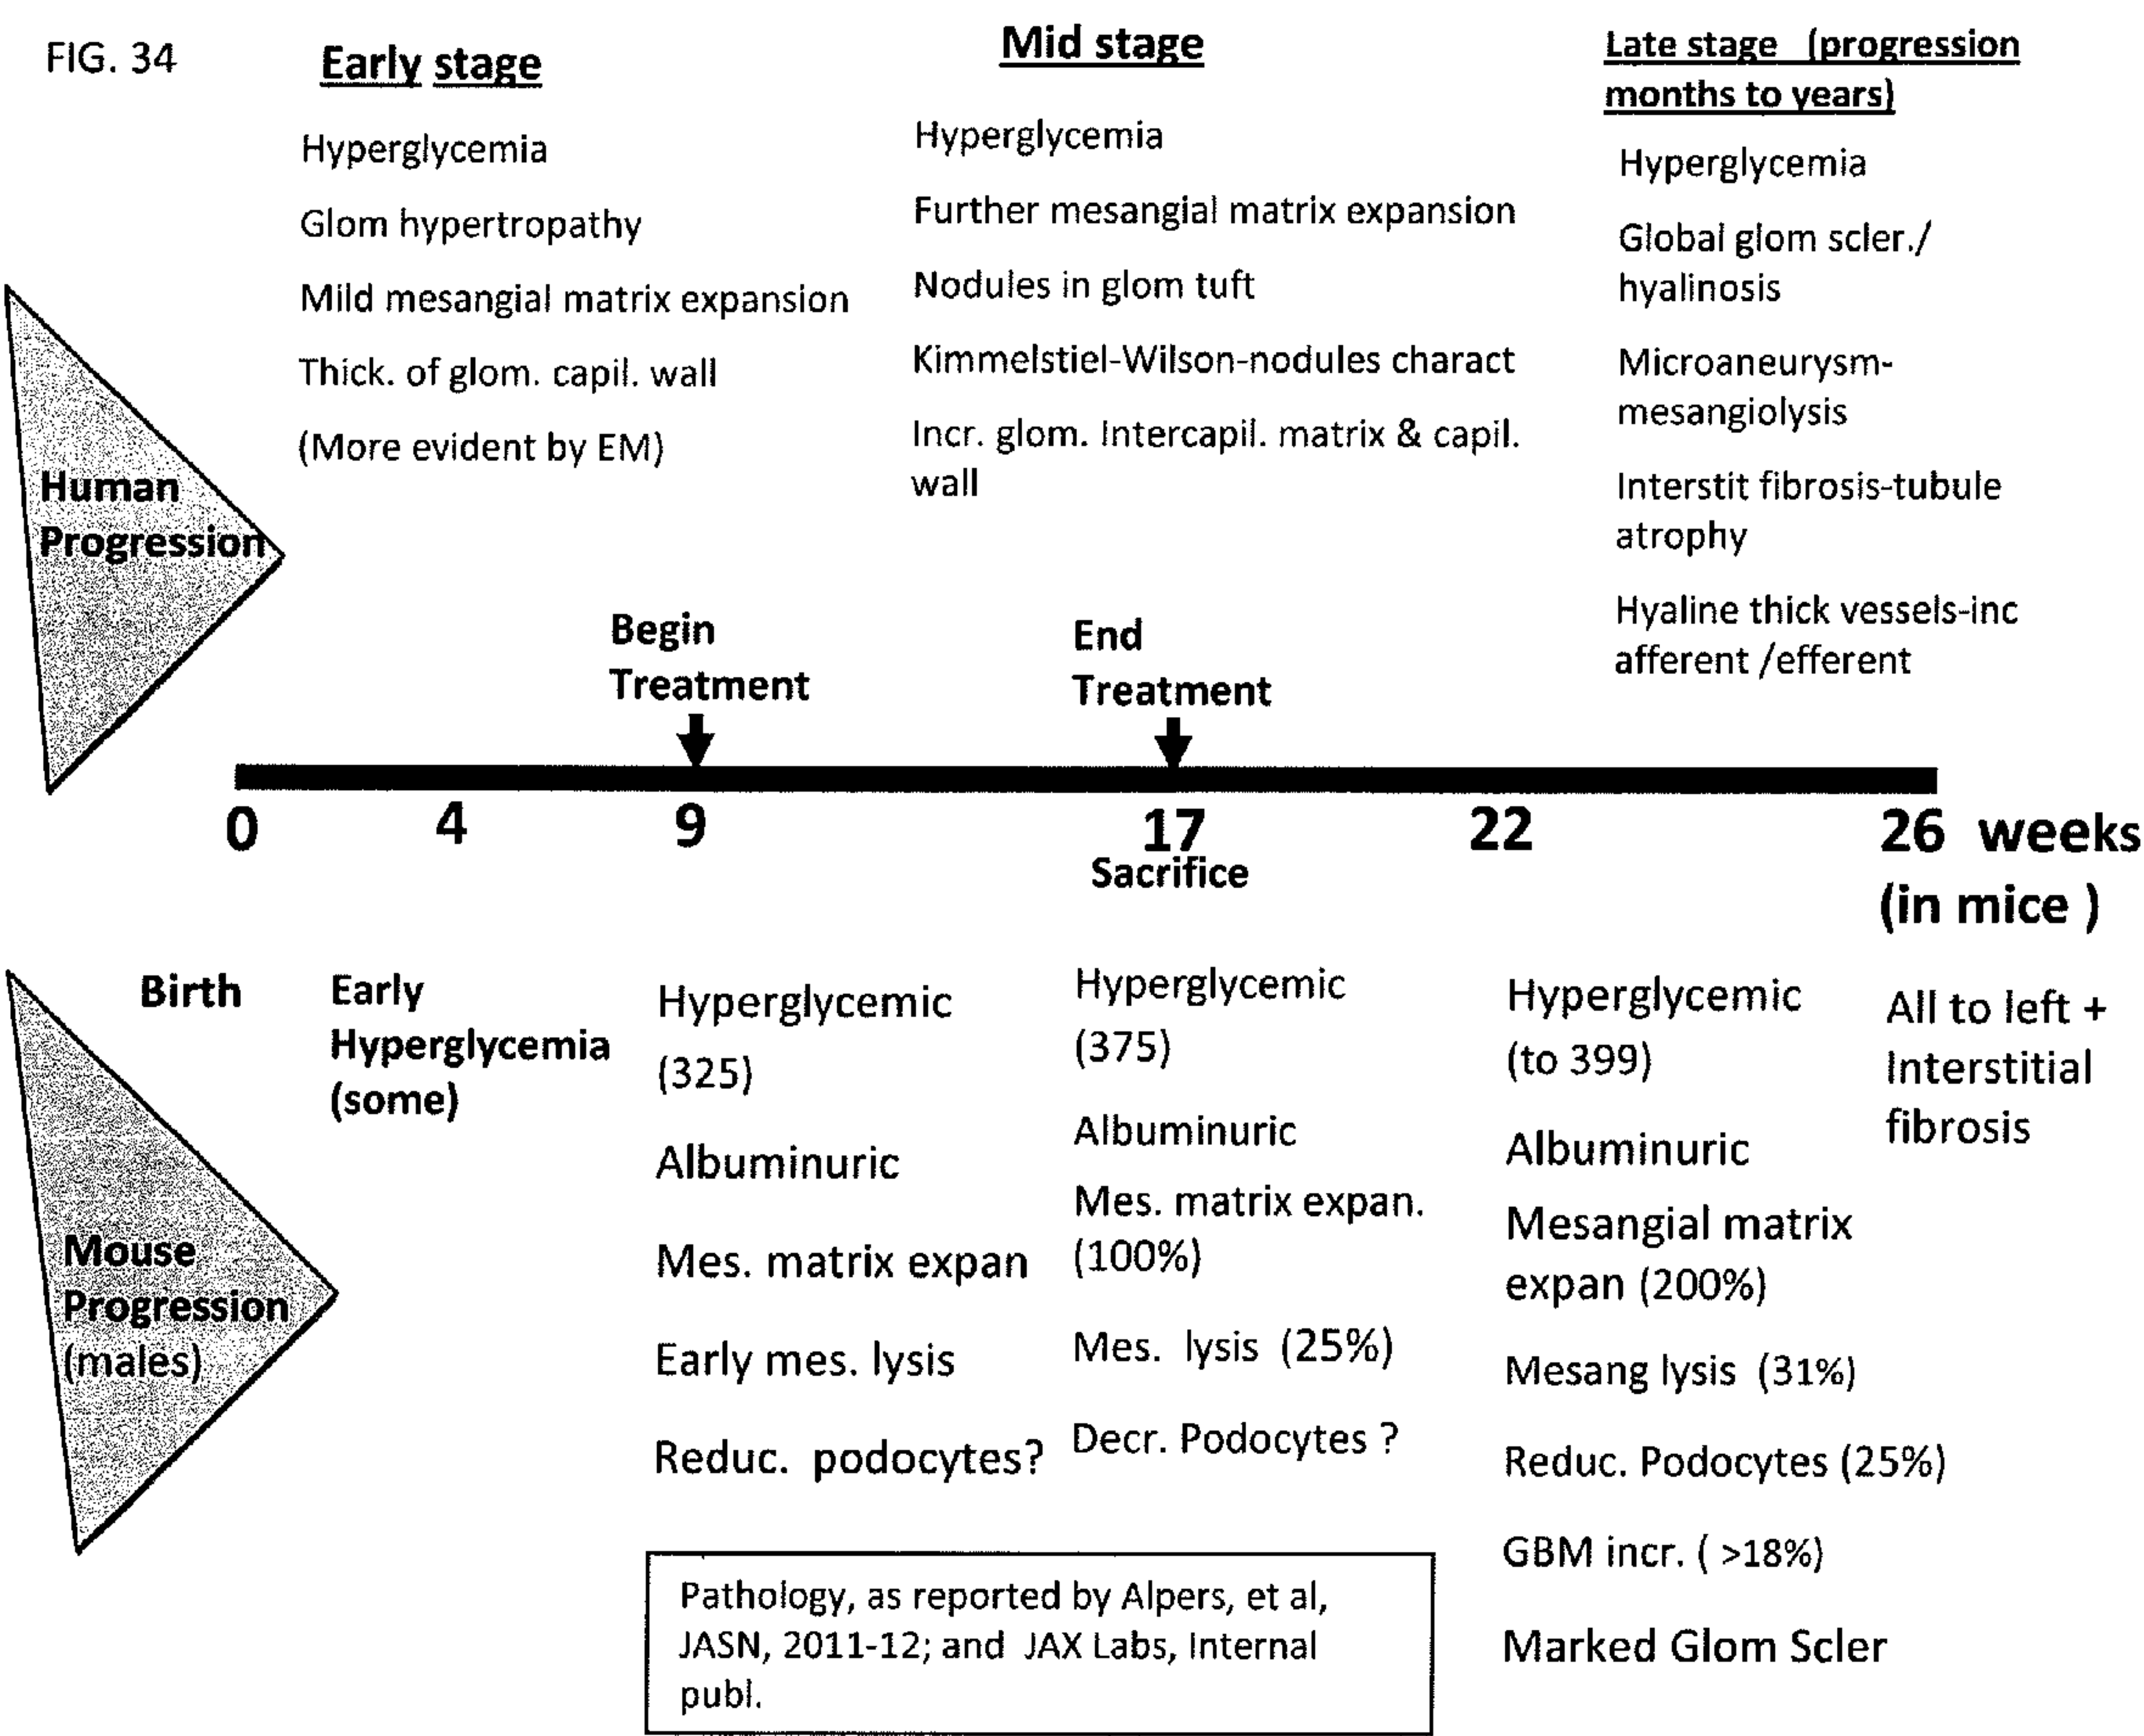 FIG. 34
Early stage
Hyperglycemia
Glom hypertropathy
Mild mesangial matrix expansion
Thick. of glom. capil. wall
(More evident by EM)
Mid stage
Hyperglycemia
Further mesangial matrix expansion
Nodules in glom tuft
Kimmelstiel-Wilson-nodules charact
Incr. glom. Intercapil. matrix & capil.
wall
Late stage (progression
months to years)
Hyperglycemia
Global glom scler./
hyalinosis
Microaneurysm-
mesangiolysis
Interstit fibrosis-tubule
atrophy
Hyaline thick vessels-inc
afferent /efferent
Human
Progression
Begin
Treatment
End
Treatment
0
4
9
17
22
26 weeks
Sacrifice
(in mice )
Mouse
Progression
(males)
Birth
Early
Hyperglycemia
(some)
Hyperglycemic
(325)
Albuminuric
Mes. matrix expan
Early mes. lysis
Reduc. podocytes?
Hyperglycemic
(375)
Albuminuric
Mes. matrix expan.
(100%)
Mes. lysis (25%)
Decr. Podocytes ?
Hyperglycemic
(to 399)
Albuminuric
Mesangial matrix
expan (200%)
Mesang lysis (31%)
Reduc. Podocytes (25%)
GBM incr. ( >18%)
Marked Glom Scler
All to left +
Interstitial
fibrosis
Pathology, as reported by Alpers, et al,
JASN, 2011-12; and JAX Labs, Internal
publ.